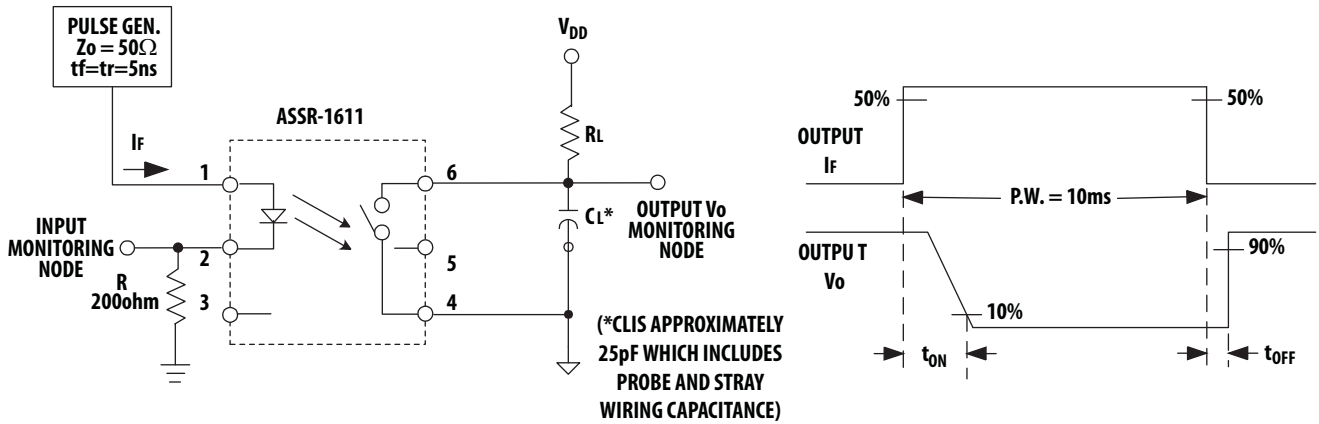 PULSE GEN.
Zo = 50Ω
tf=tr=5ns
VDD
ASSR-1611
RL
IF
1
6
CL*
OUTPUT Vo
MONITORING
NODE
INPUT
MONITORING
NODE
2
5
R
200ohm
3
4
(*CLIS APPROXIMATELY
25pF WHICH INCLUDES
PROBE AND STRAY
WIRING CAPACITANCE)
50%
50%
OUTPUT
IF
P.W. = 10ms
OUTPU T
Vo
90%
10%
tON
tOFF